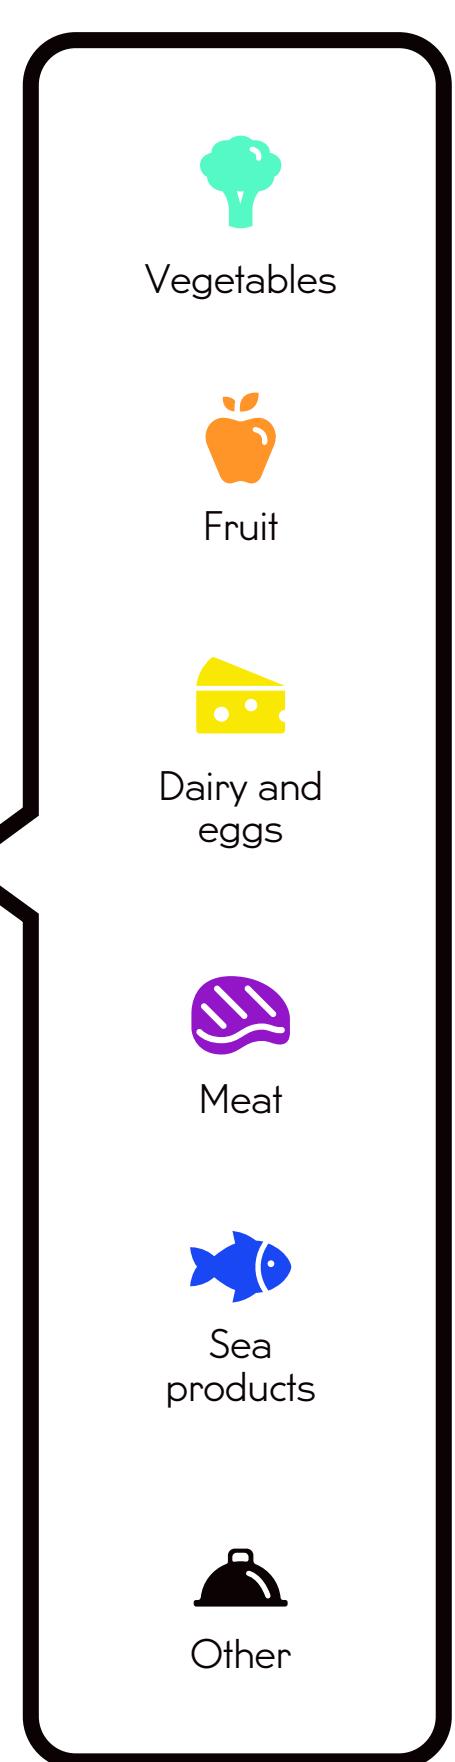 Vegetables
Fruit
Dairy and
eggs
Meat
Sea
products
Other